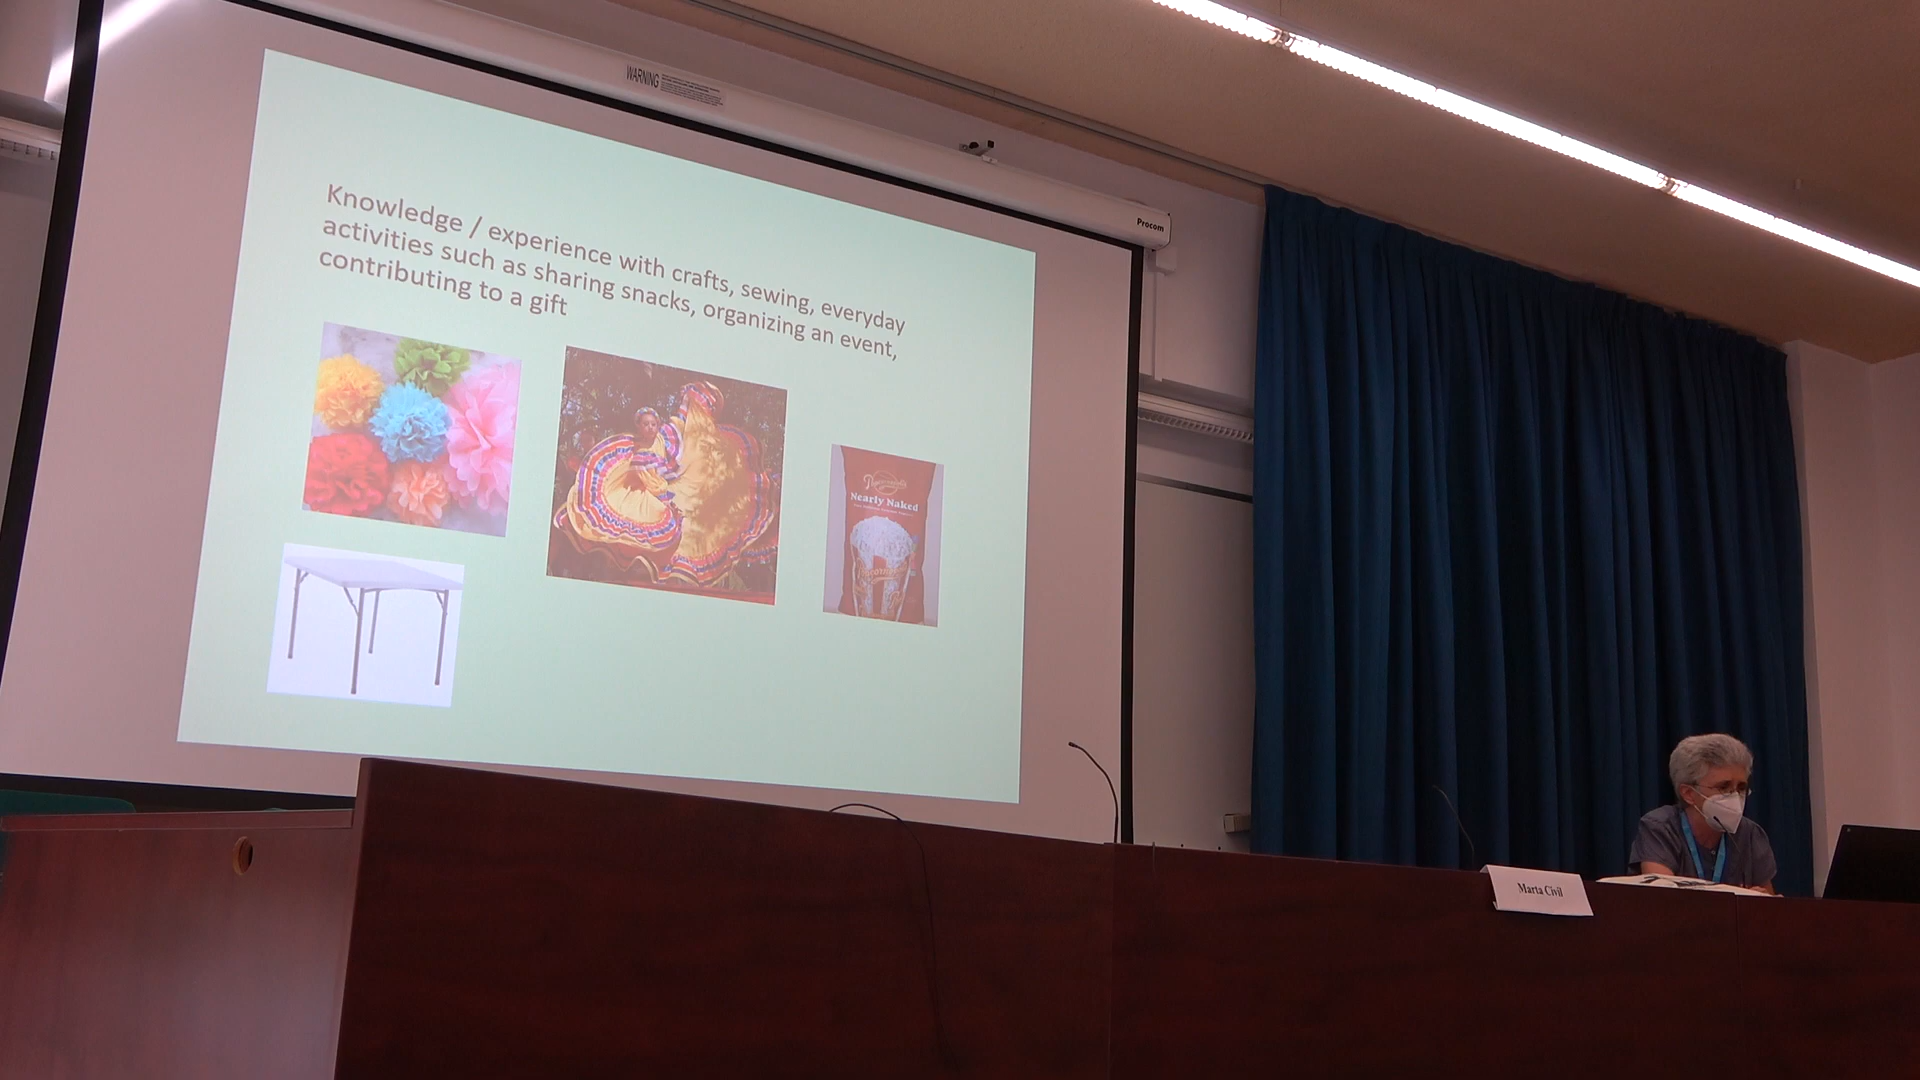 WARNING
Procom
Knowledge / experience with crafts, sewing, everyday
activities such as sharing snacks, organizing an event,
contributing to a gift
Nearly Naked
Marta Civil